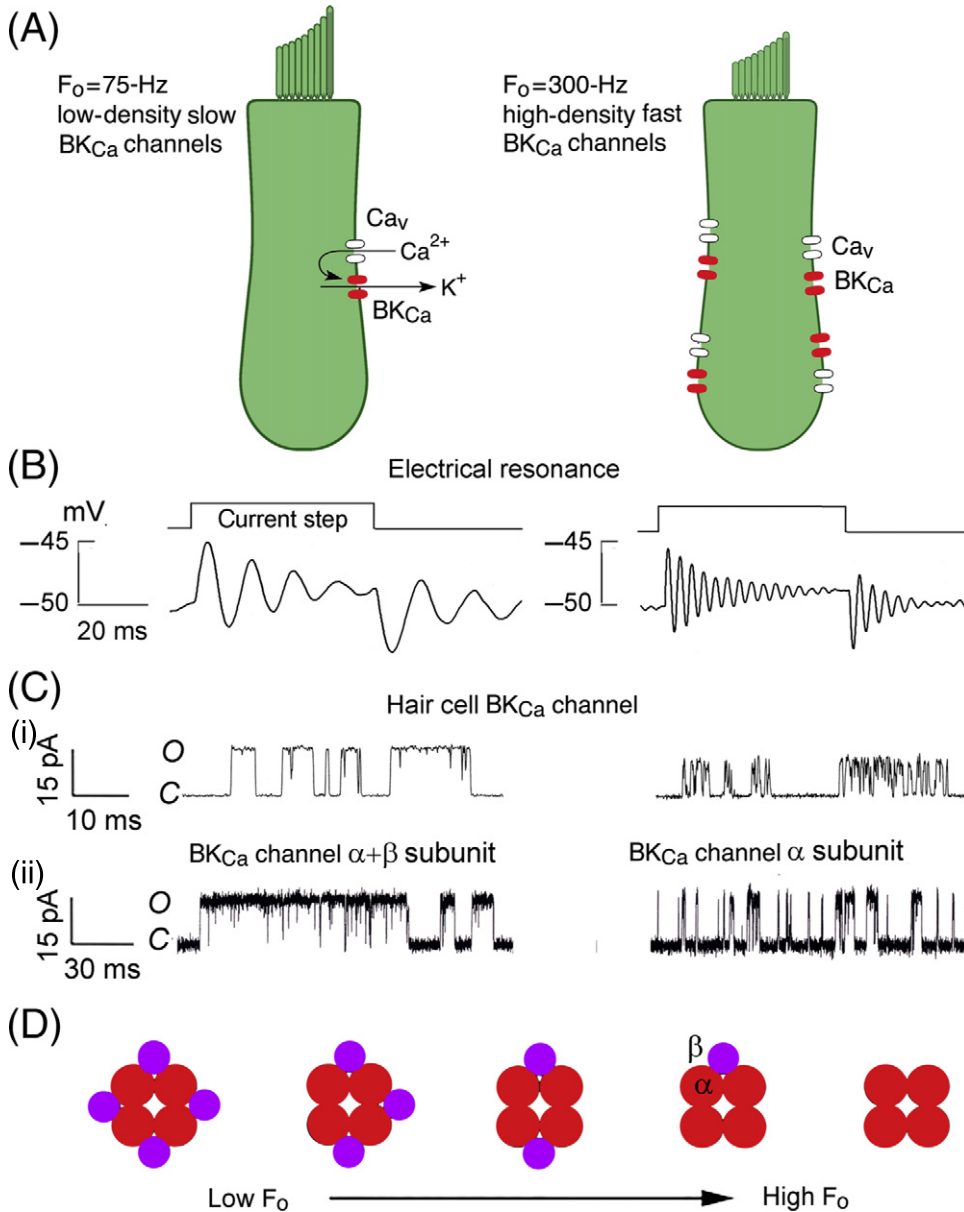 (A)
Fo=75-Hz
low-density slow
BKCa channels
Cav
Ca2+
K+
BKCa
Fo=300-Hz
high-density fast
BKCa channels
Cav
BKCa
(B)
Electrical resonance
mV
–45
–50
20 ms
Current step
–45
–50
(C)
Hair cell BKCa channel
(i)
15 pA
10 ms
O
C
BKCa channel α+β subunit
BKCa channel α subunit
(ii)
15 pA
30 ms
O
C
(D)
β
α
Low Fo
High Fo